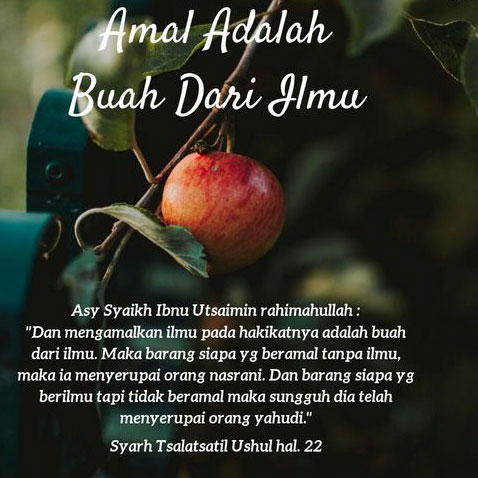 Amal Adalah
Buah Dari Ilmu
Asy Syaikh Ibnu Utsaimin rahimahullah :
"Dan mengamalkan ilmu pada hakikatnya adalah buah
dari ilmu. Maka barang siapa yg beramal tanpa ilmu,
maka ia menyerupai orang nasrani. Dan barang siapa yg
berilmu tapi tidak beramal maka sungguh dia telah
menyerupai orang yahudi."
Syarh Tsalatsatil Ushul hal. 22